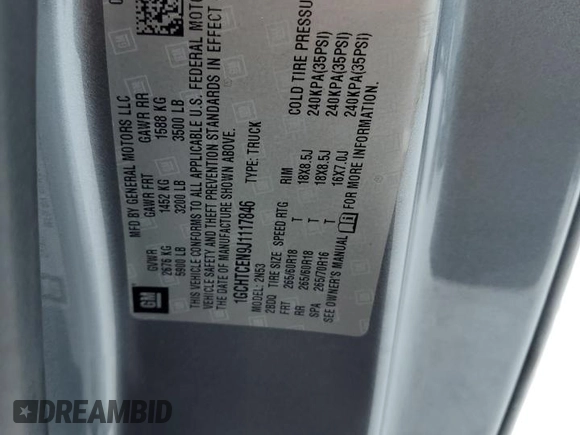 MFD BY GENERAL MOTORS LLC
GVWR GAWR FRT GAWR RR
2676 KG 1452 KG 1588 KG
5900 LB 3200 LB 3500 LB
THIS VEHICLE CONFORMS TO ALL APPLICABLE U.S. FEDERAL MOTOR
VEHICLE SAFETY AND THEFT PREVENTION STANDARDS IN EFFECT
THE DATE OF MANUFACTURE SHOWN ABOVE.
1GCHTCEN9J1117846 TYPE: TRUCK
MODEL: 2N53
2BDQ TIRE SIZE SPEED RTG RIM COLD TIRE PRESSU
FRT 265/60R18 T 18X8.5J 240KPA(35PSI)
RR 265/60R18 T 18X8.5J 240KPA(35PSI)
SPA 265/70R16 T 16X7.0J 240KPA(35PSI)
SEE OWNER'S MANUAL i FOR MORE INFORMATION.
GM
DREAMBID